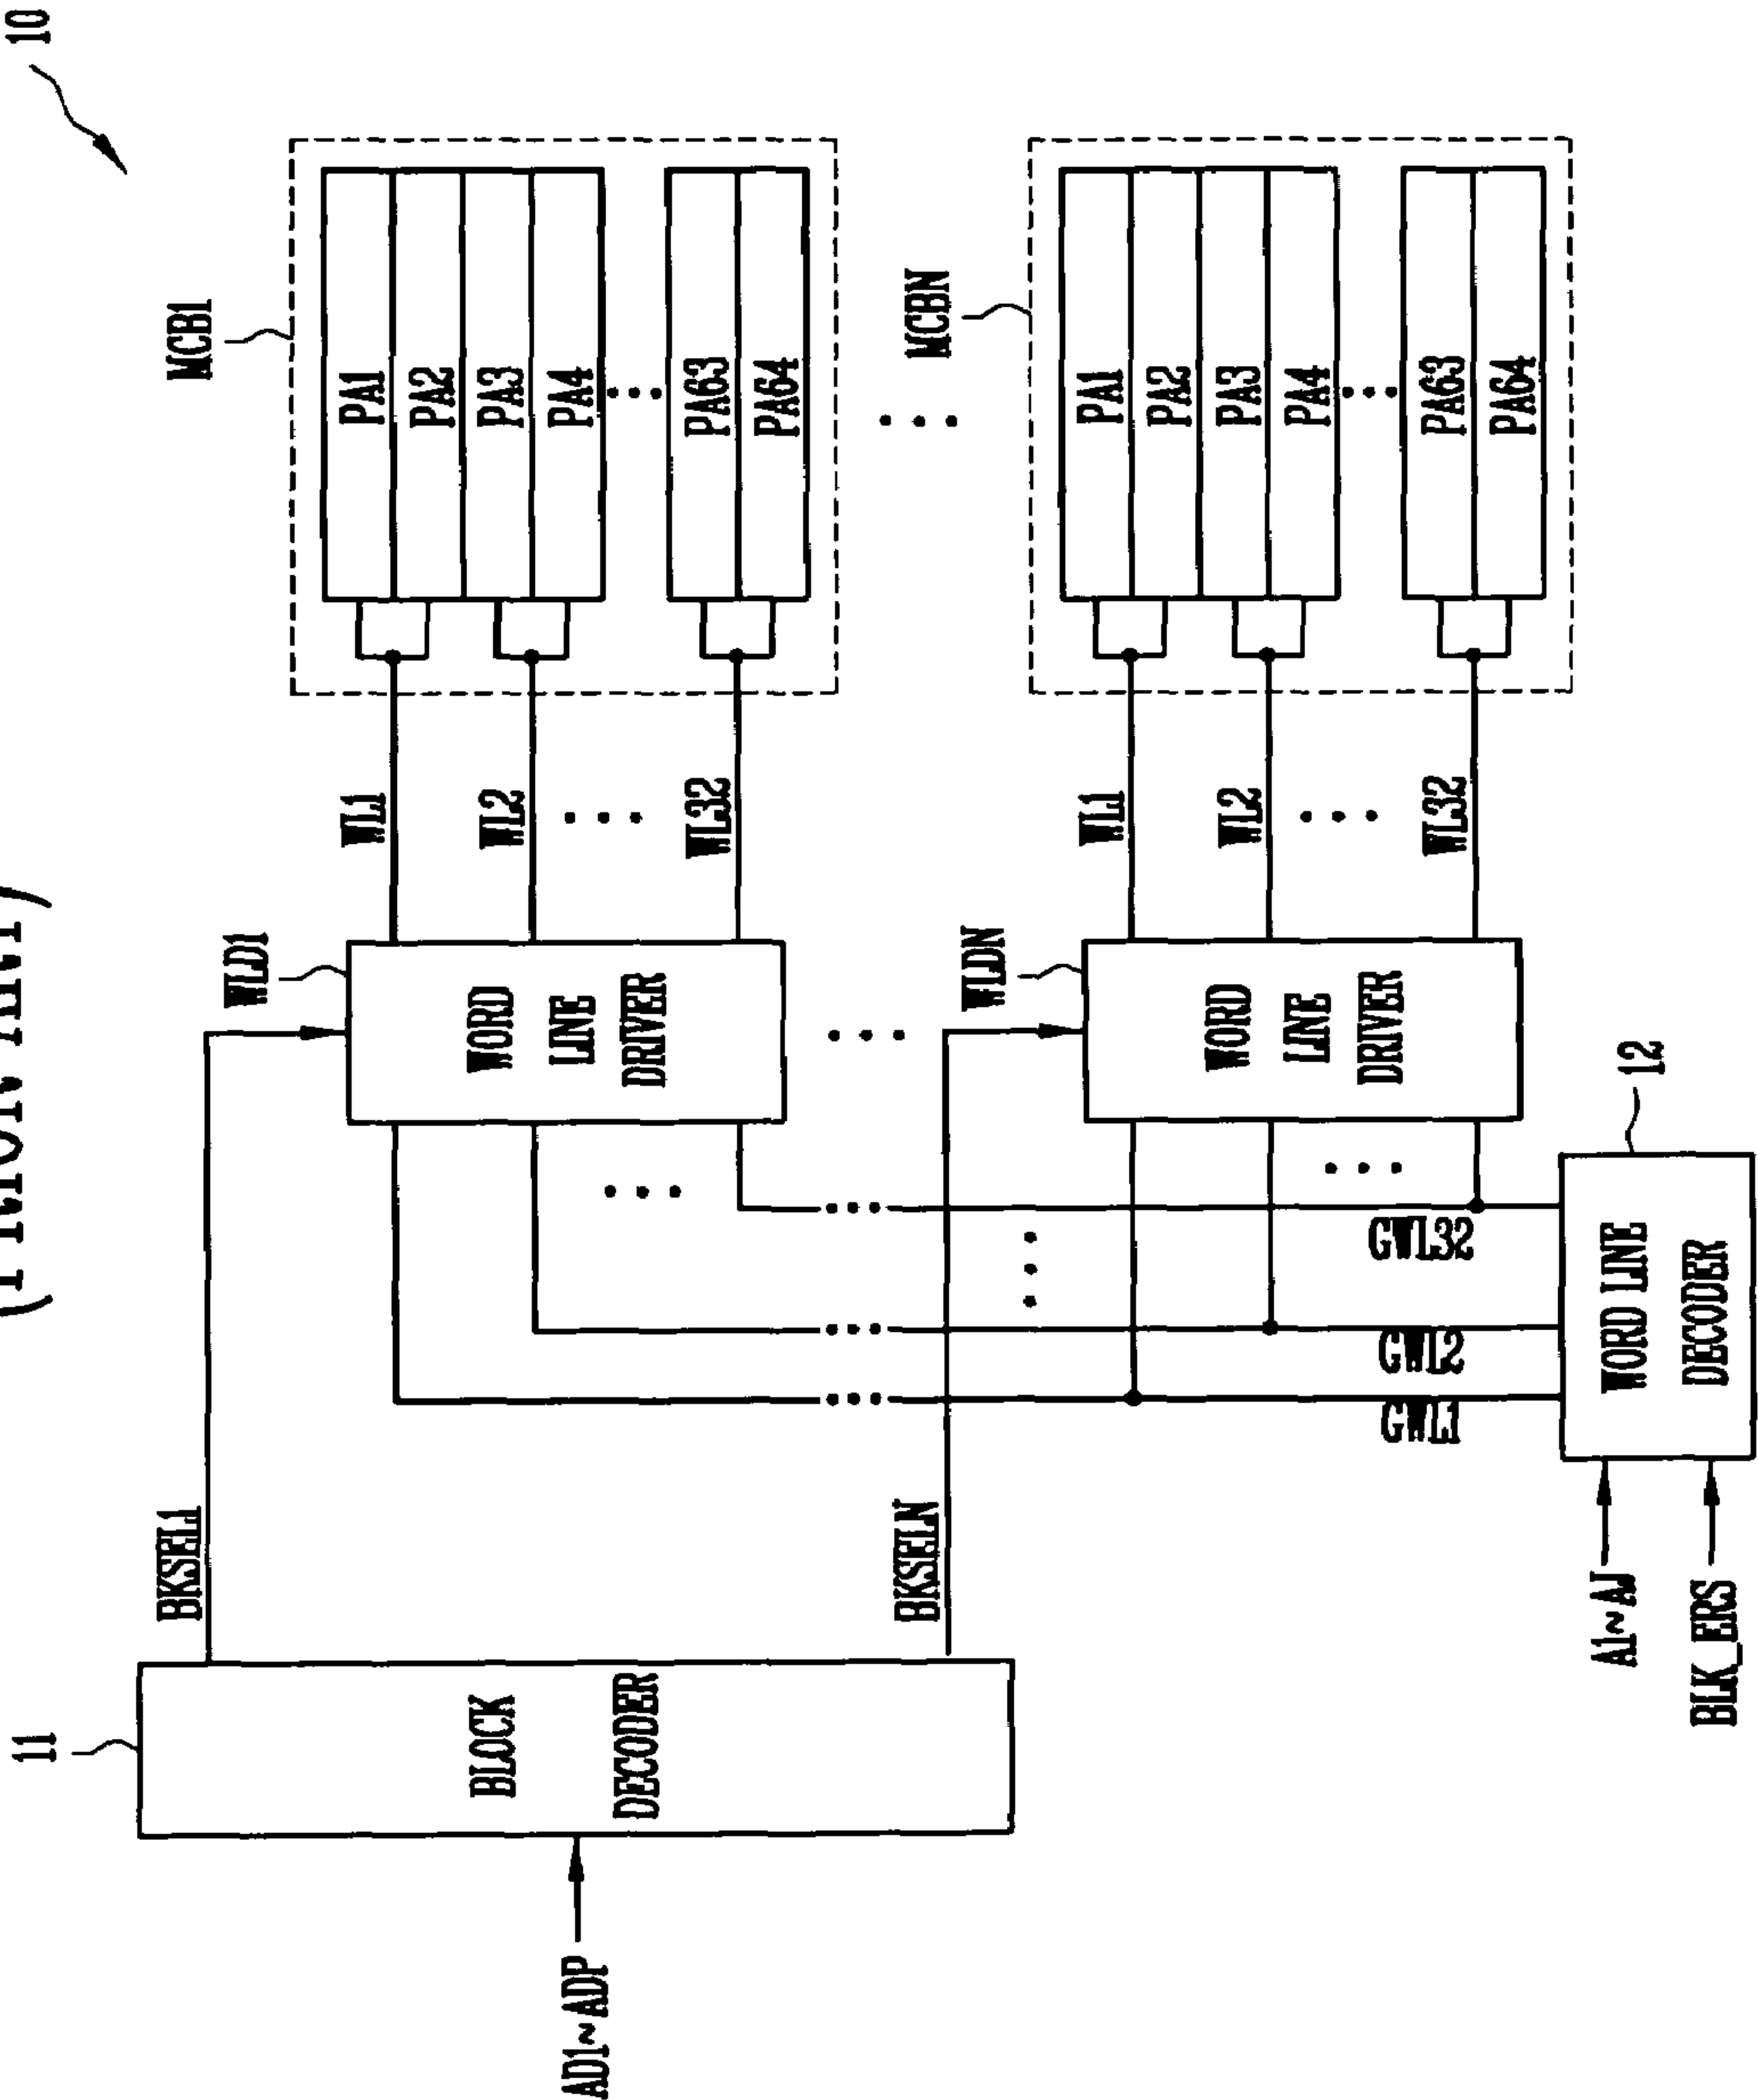 (PRIOR ART)
10
MCB1
PA1
PA2
PA3
PA4
PA63
PA64
MCBN
PA1
PA2
PA3
PA4
PA63
PA64
WL1
WL2
WL32
WL1
WL2
WL32
WLD1
WORD
LINE
DRIVER
WLDN
WORD
LINE
DRIVER
12
WORD LINE
DECODER
GWL32
GWL2
GWL1
BKSEL1
BKSELN
A1~AJ
BLK_ERS
11
BLOCK
DECODER
AD1~ADP